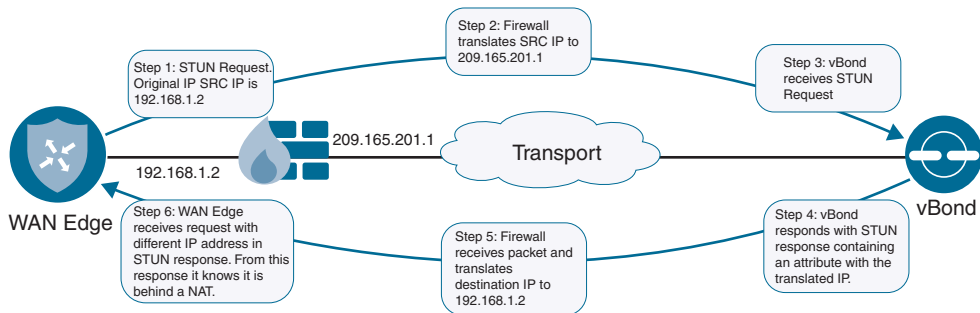 Step 1: STUN Request.
Original IP SRC IP is
192.168.1.2
Step 2: Firewall
translates SRC IP to
209.165.201.1
Step 3: vBond
receives STUN
Request
209.165.201.1
Transport
192.168.1.2
WAN Edge
vBond
Step 4: vBond
responds with STUN
response containing
an attribute with the
translated IP.
Step 5: Firewall
receives packet and
translates
destination IP to
192.168.1.2
Step 6: WAN Edge
receives request with
different IP address in
STUN response. From this
response it knows it is
behind a NAT.